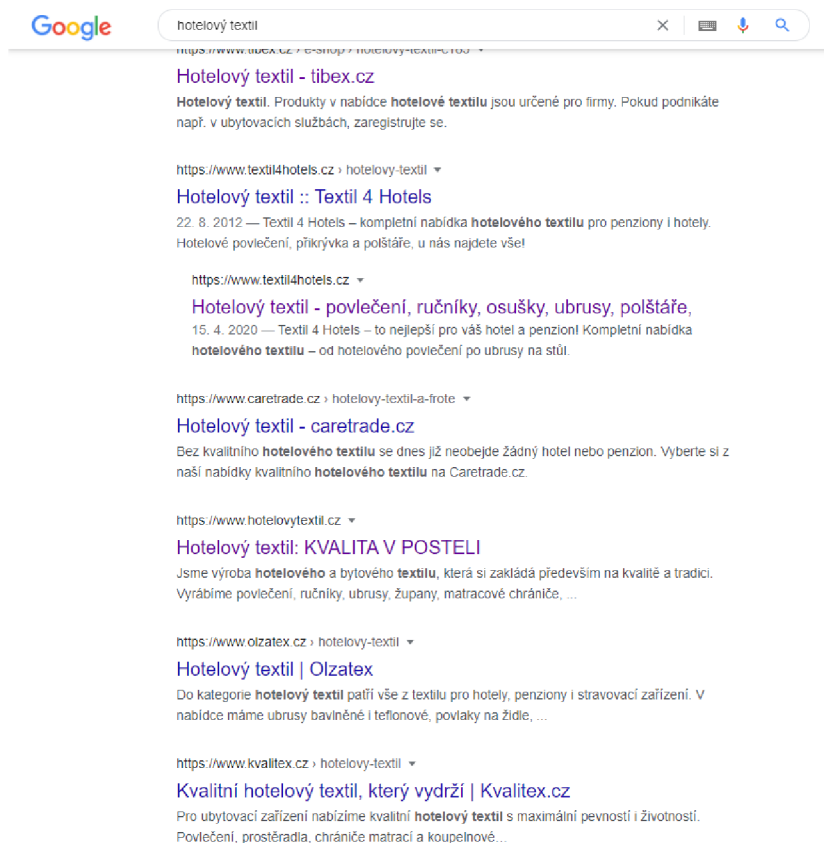 Google
hotelový textil
https://www.tibex.cz › e-shop › hotelovy-textil-c183
Hotelový textil - tibex.cz
Hotelový textil. Produkty v nabídce hotelové textilu jsou určené pro firmy. Pokud podnikáte
např. v ubytovacích službách, zaregistrujte se.
https://www.textil4hotels.cz › hotelovy-textil
Hotelový textil :: Textil 4 Hotels
22. 8. 2012 — Textil 4 Hotels – kompletní nabídka hotelového textilu pro penziony i hotely.
Hotelové povlečení, přikrývka a polštáře, u nás najdete vše!
https://www.textil4hotels.cz
Hotelový textil - povlečení, ručníky, osušky, ubrusy, polštáře,
15. 4. 2020 — Textil 4 Hotels – to nejlepší pro váš hotel a penzion! Kompletní nabídka
hotelového textilu – od hotelového povlečení po ubrusy na stůl.
https://www.caretrade.cz › hotelovy-textil-a-frote
Hotelový textil - caretrade.cz
Bez kvalitního hotelového textilu se dnes již neobejde žádný hotel nebo penzion. Vyberte si z
naší nabídky kvalitního hotelového textilu na Caretrade.cz.
https://www.hotelovytextil.cz
Hotelový textil: KVALITA V POSTELI
Jsme výroba hotelového a bytového textilu, která si zakládá především na kvalitě a tradici.
Vyrábíme povlečení, ručníky, ubrusy, župany, matracové chrániče, ...
https://www.olzatex.cz › hotelovy-textil
Hotelový textil | Olzatex
Do kategorie hotelový textil patří vše z textilu pro hotely, penziony i stravovací zařízení. V
nabídce máme ubrusy bavlněné i teflonové, povlaky na židle, ...
https://www.kvalitex.cz › hotelovy-textil
Kvalitní hotelový textil, který vydrží | Kvalitex.cz
Pro ubytovací zařízení nabízíme kvalitní hotelový textil s maximální pevností i životností.
Povlečení, prostěradla, chrániče matrací a koupelnové...